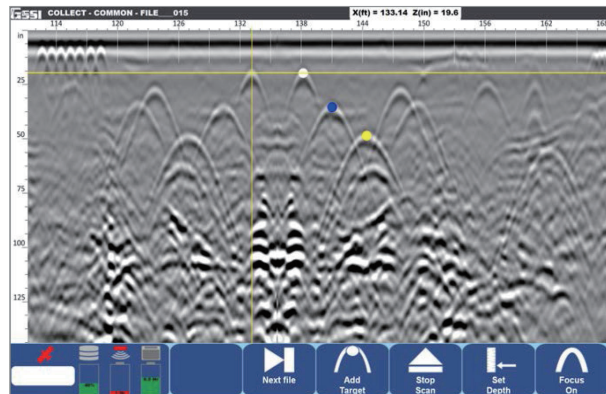 GSSI COLLECT - COMMON - FILE___015 X(ft) = 133.14 Z(in) = 19.6
in 114 120 126 132 138 144 150 156 162 168
25
50
75
100
125
Next file
Add Target
Stop Scan
Set Depth
Focus On